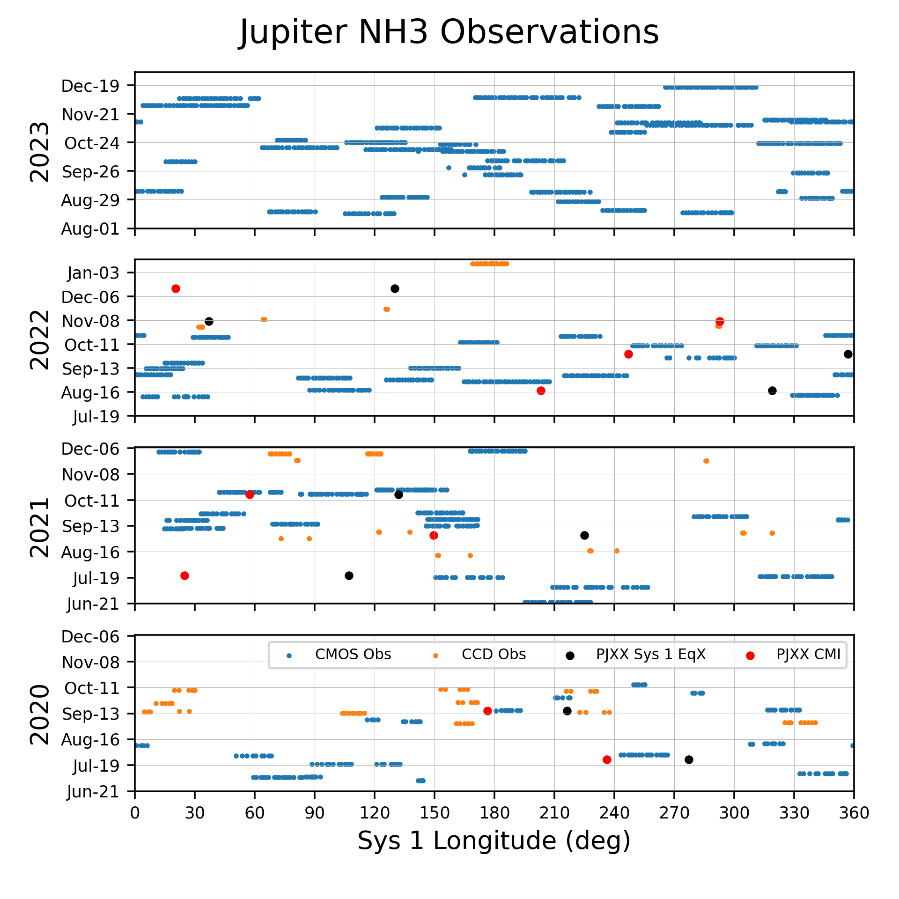 Jupiter NH3 Observations
2023
Dec-19
Nov-21
Oct-24
Sep-26
Aug-29
Aug-01
2022
Jan-03
Dec-06
Nov-08
Oct-11
Sep-13
Aug-16
Jul-19
2021
Dec-06
Nov-08
Oct-11
Sep-13
Aug-16
Jul-19
Jun-21
2020
Dec-06
Nov-08
Oct-11
Sep-13
Aug-16
Jul-19
Jun-21
CMOS Obs CCD Obs PJXX Sys 1 EqX PJXX CMI
0 30 60 90 120 150 180 210 240 270 300 330 360
Sys 1 Longitude (deg)